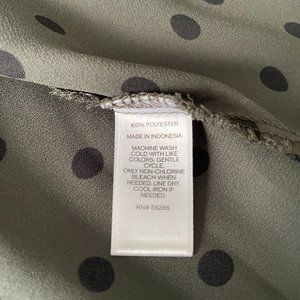 100% POLYESTER
MADE IN INDONESIA
MACHINE WASH
COLD WITH LIKE
COLORS. GENTLE
CYCLE.
ONLY NON-CHLORINE
BLEACH WHEN
NEEDED. LINE DRY.
COOL IRON IF
NEEDED.
RN# 55285